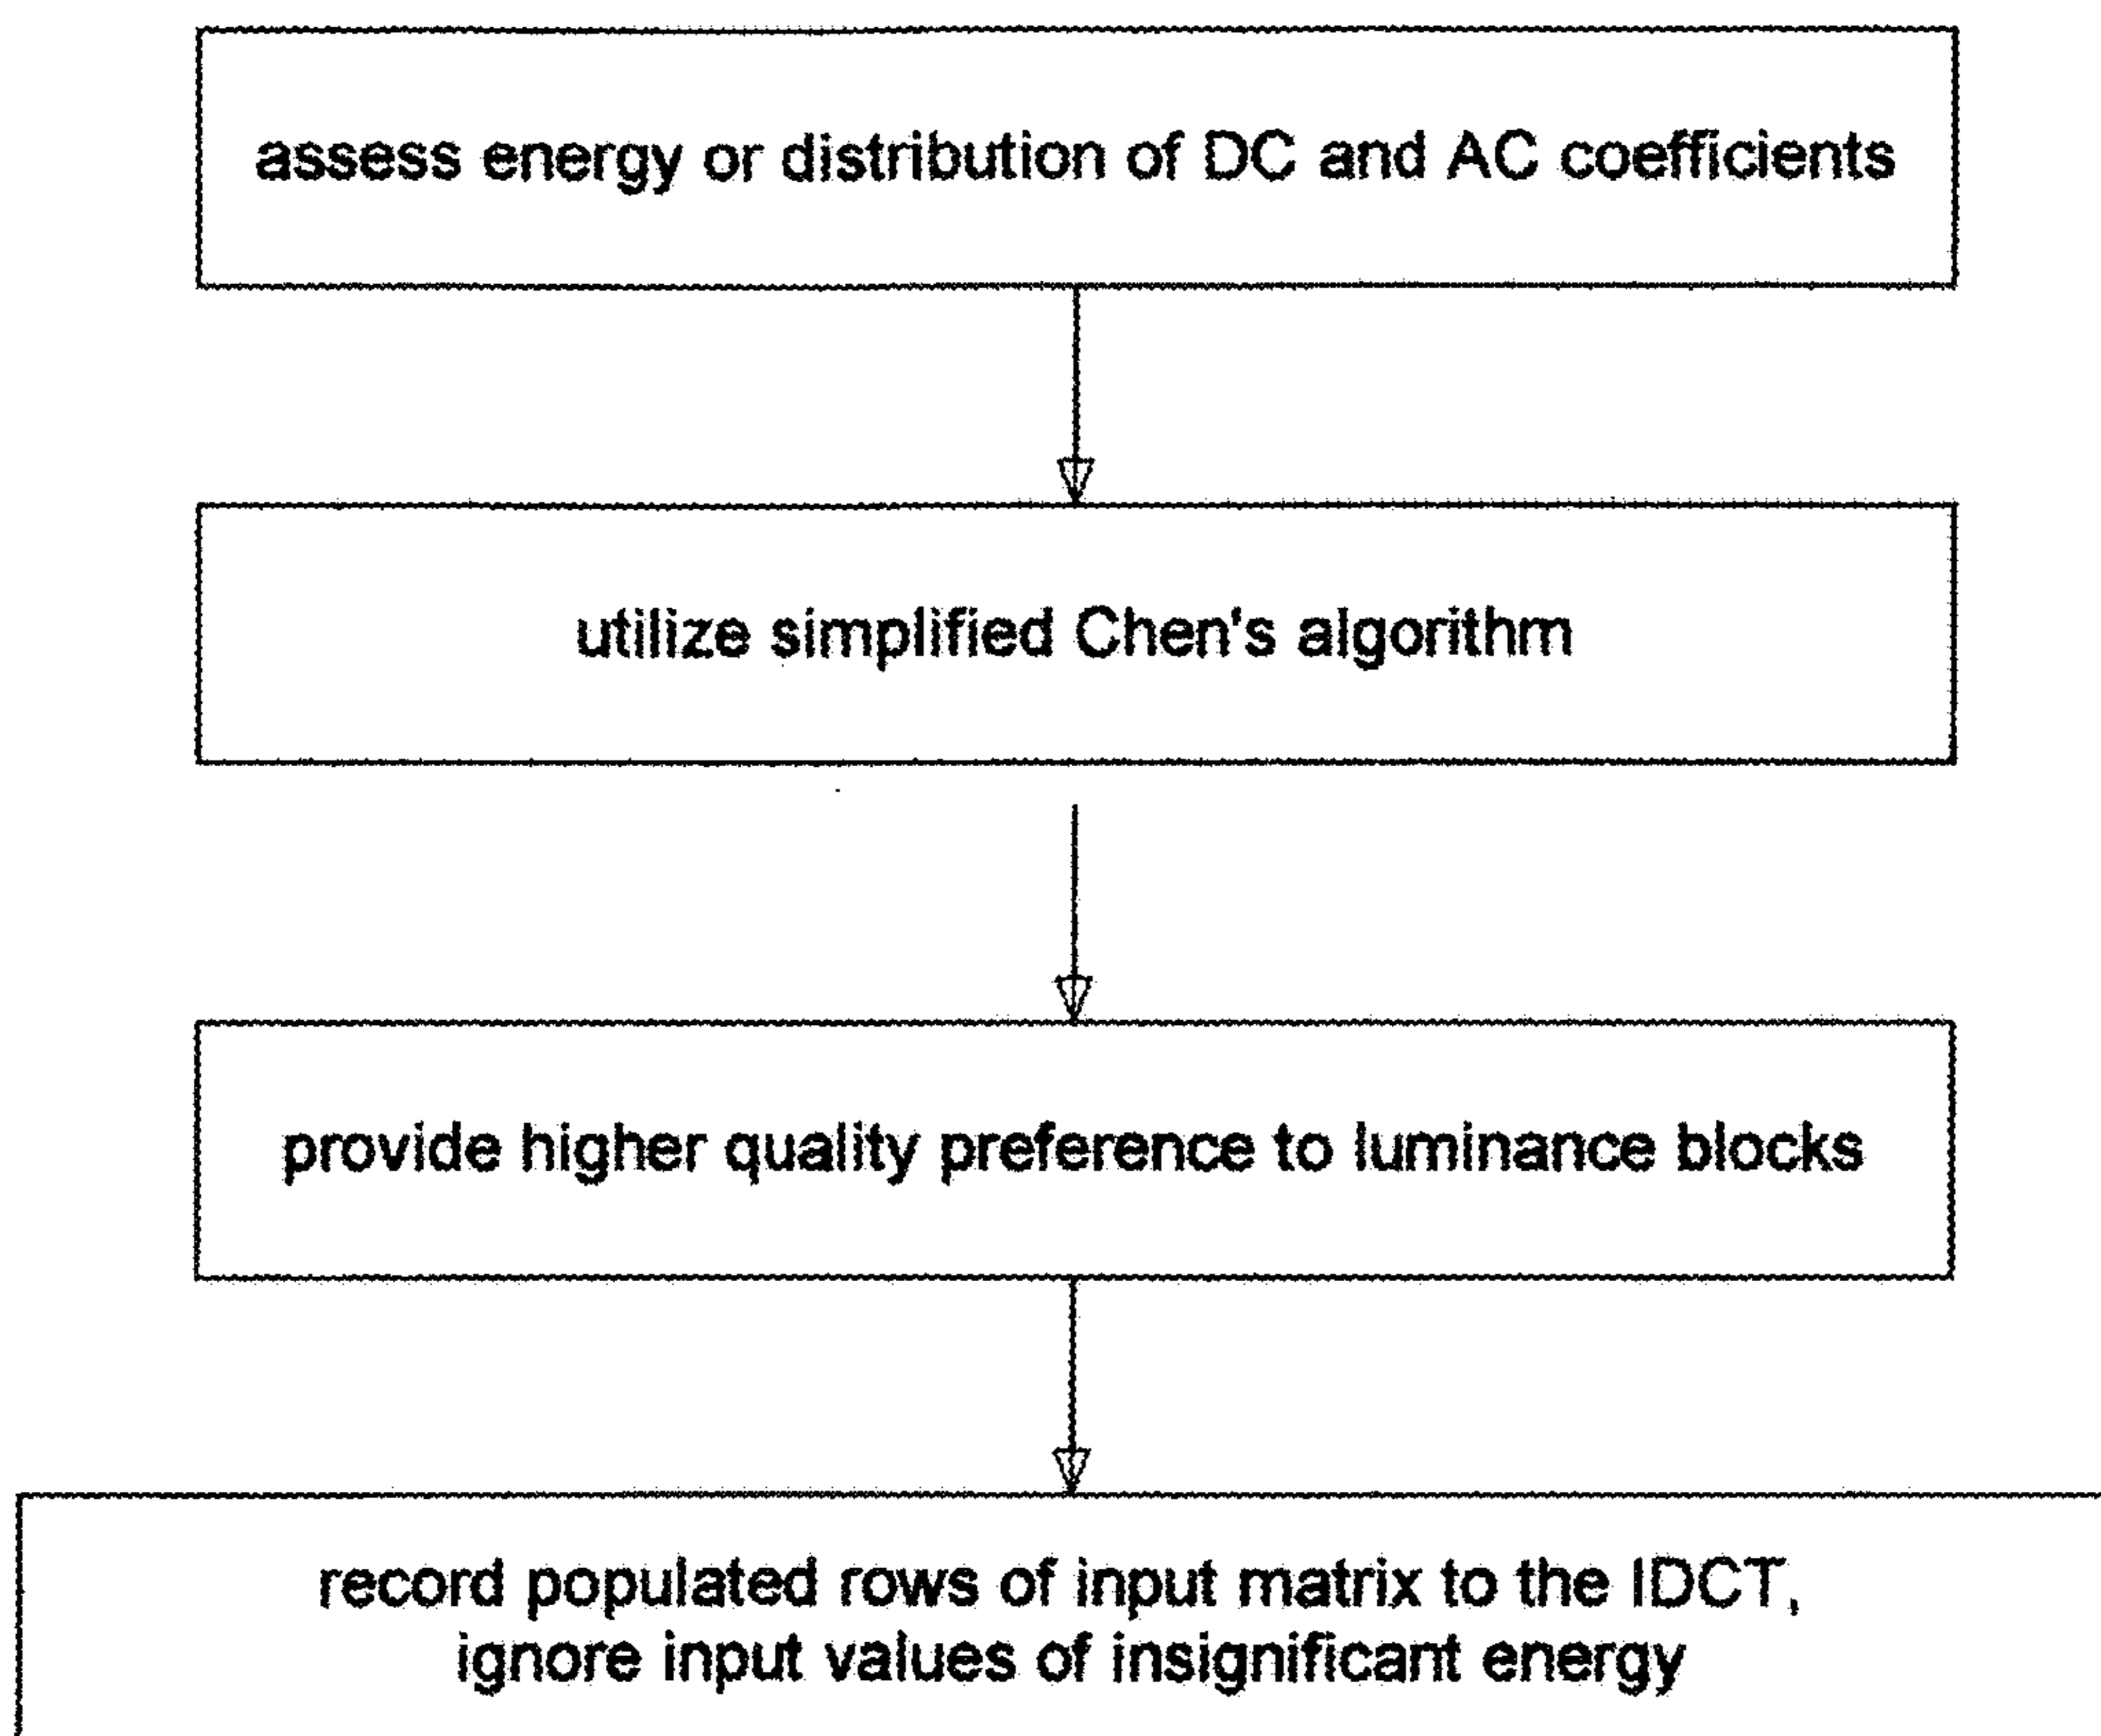 assess energy or distribution of DC and AC coefficients
utilize simplified Chen's algorithm
provide higher quality preference to luminance blocks
record populated rows of input matrix to the IDCT,
ignore input values of insignificant energy